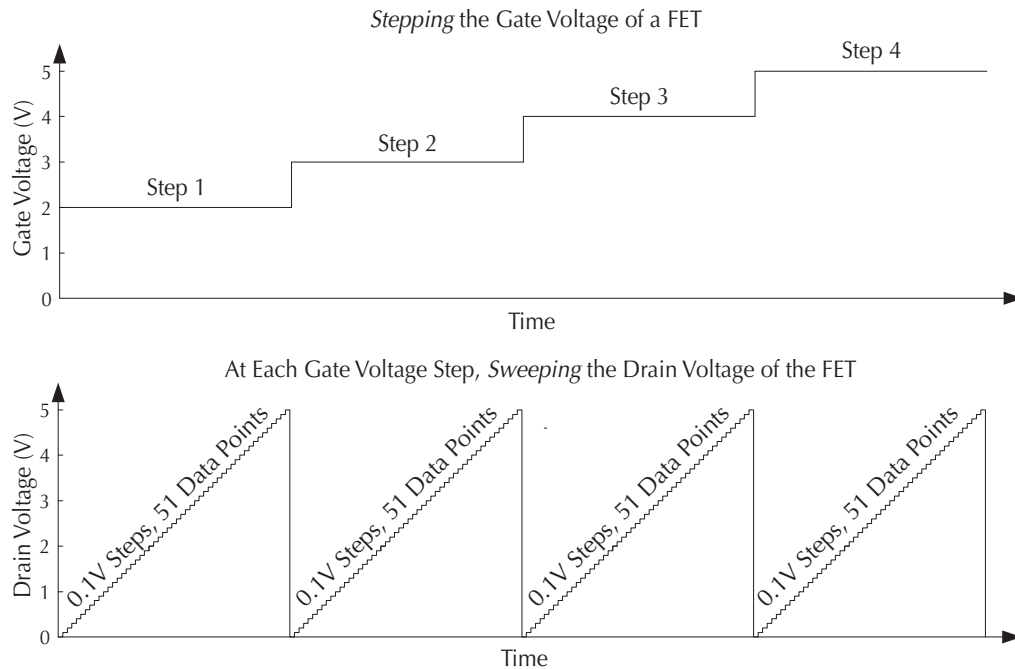 Stepping the Gate Voltage of a FET
Gate Voltage (V)
5
4
3
2
1
0
Step 1
Step 2
Step 3
Step 4
Time
At Each Gate Voltage Step, Sweeping the Drain Voltage of the FET
Drain Voltage (V)
5
4
3
2
1
0
0.1V Steps, 51 Data Points
0.1V Steps, 51 Data Points
0.1V Steps, 51 Data Points
0.1V Steps, 51 Data Points
Time